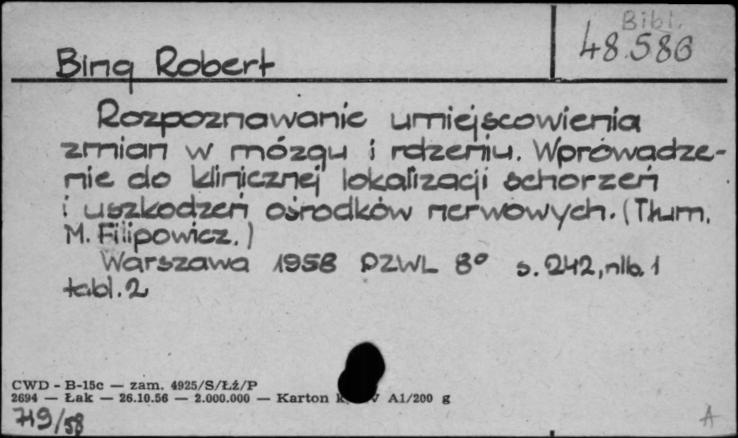 Bibl.
48.586
Bing Robert
Rozpoznawanie umiejscowienia
zmian w mózgu i rdzeniu. Wprowadze-
nie do klinicznej lokalizacji schorzeń
i uszkodzeń ośrodków nerwowych. (Tłum.
M. Filipowicz.)
Warszawa 1958 PZWL 8° s. 242, nlb. 1
tabl. 2
CWD - B-15c — zam. 4925/S/Łź/P
2694 — Łak — 26.10.56 — 2.000.000 — Karton V A1/200 g
719/58
A